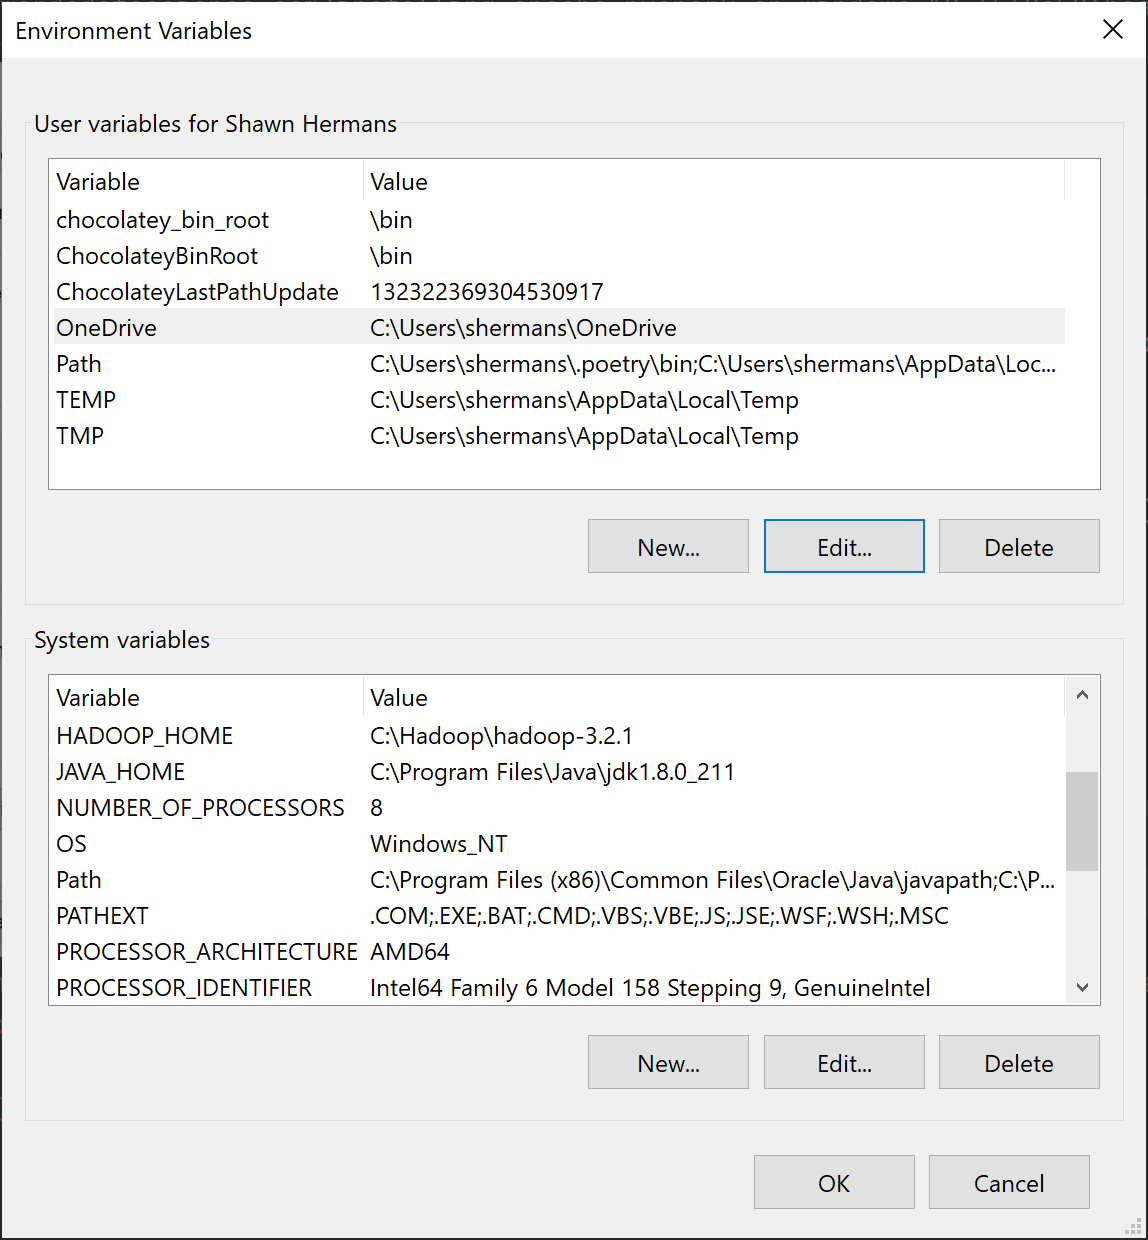 Environment Variables
User variables for Shawn Hermans
Variable Value
chocolatey_bin_root \bin
ChocolateyBinRoot \bin
ChocolateyLastPathUpdate 132322369304530917
OneDrive C:\Users\shermans\OneDrive
Path C:\Users\shermans\.poetry\bin;C:\Users\shermans\AppData\Loc...
TEMP C:\Users\shermans\AppData\Local\Temp
TMP C:\Users\shermans\AppData\Local\Temp
New... Edit... Delete
System variables
Variable Value
HADOOP_HOME C:\Hadoop\hadoop-3.2.1
JAVA_HOME C:\Program Files\Java\jdk1.8.0_211
NUMBER_OF_PROCESSORS 8
OS Windows_NT
Path C:\Program Files (x86)\Common Files\Oracle\Java\javapath;C:\P...
PATHEXT .COM;.EXE;.BAT;.CMD;.VBS;.VBE;.JS;.JSE;.WSF;.WSH;.MSC
PROCESSOR_ARCHITECTURE AMD64
PROCESSOR_IDENTIFIER Intel64 Family 6 Model 158 Stepping 9, GenuineIntel
New... Edit... Delete
OK Cancel